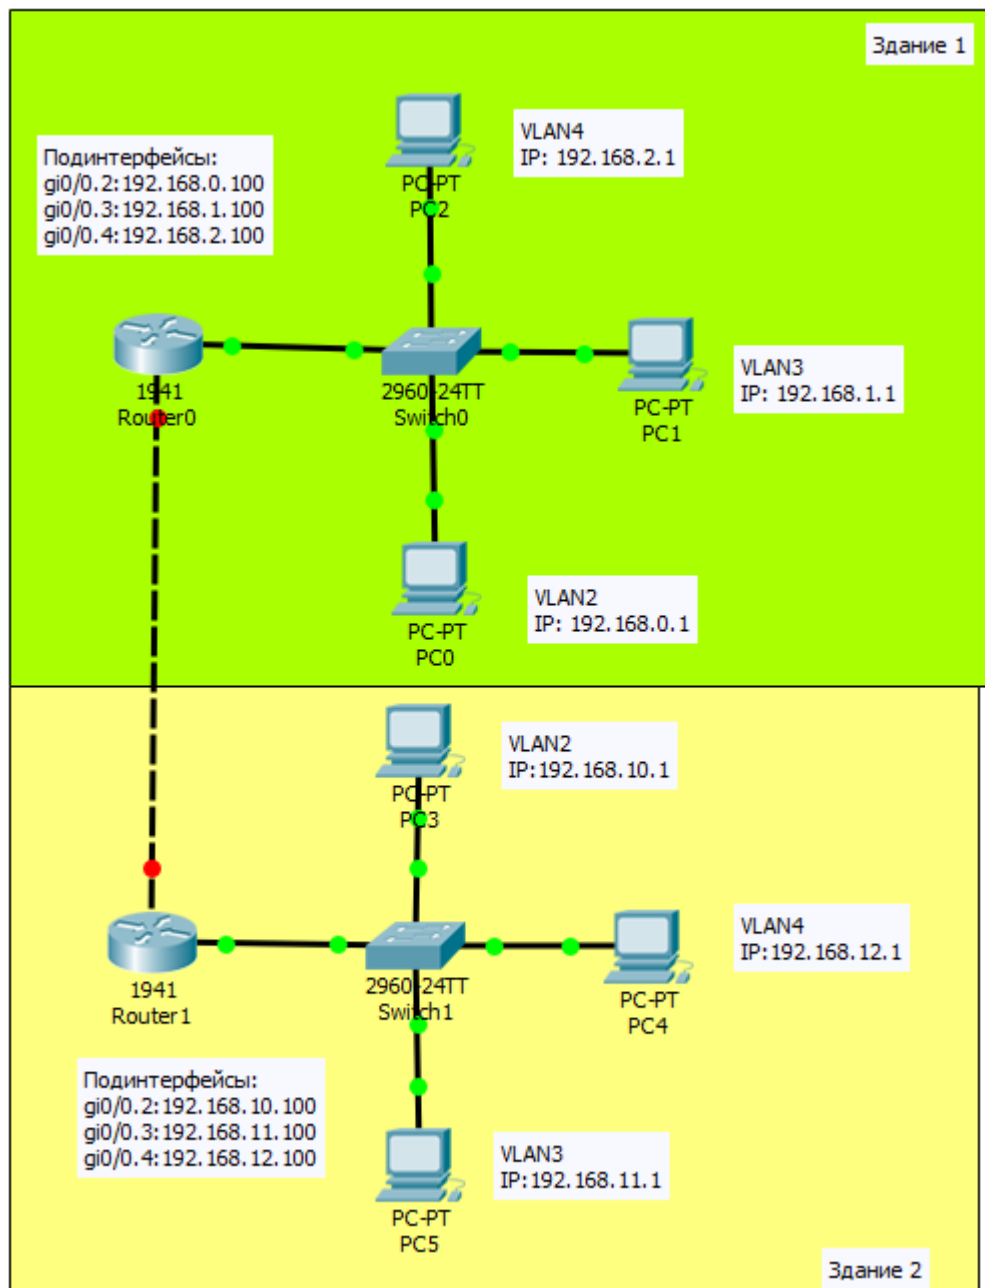 Здание 1
VLAN4
IP: 192.168.2.1
PC-PT
PC2
Подинтерфейсы:
gi0/0.2:192.168.0.100
gi0/0.3:192.168.1.100
gi0/0.4:192.168.2.100
1941
Router0
2960-24TT
Switch0
PC-PT
PC1
VLAN3
IP: 192.168.1.1
PC-PT
PC0
VLAN2
IP: 192.168.0.1
PC-PT
PC3
VLAN2
IP:192.168.10.1
1941
Router1
2960-24TT
Switch1
PC-PT
PC4
VLAN4
IP:192.168.12.1
Подинтерфейсы:
gi0/0.2:192.168.10.100
gi0/0.3:192.168.11.100
gi0/0.4:192.168.12.100
PC-PT
PC5
VLAN3
IP:192.168.11.1
Здание 2